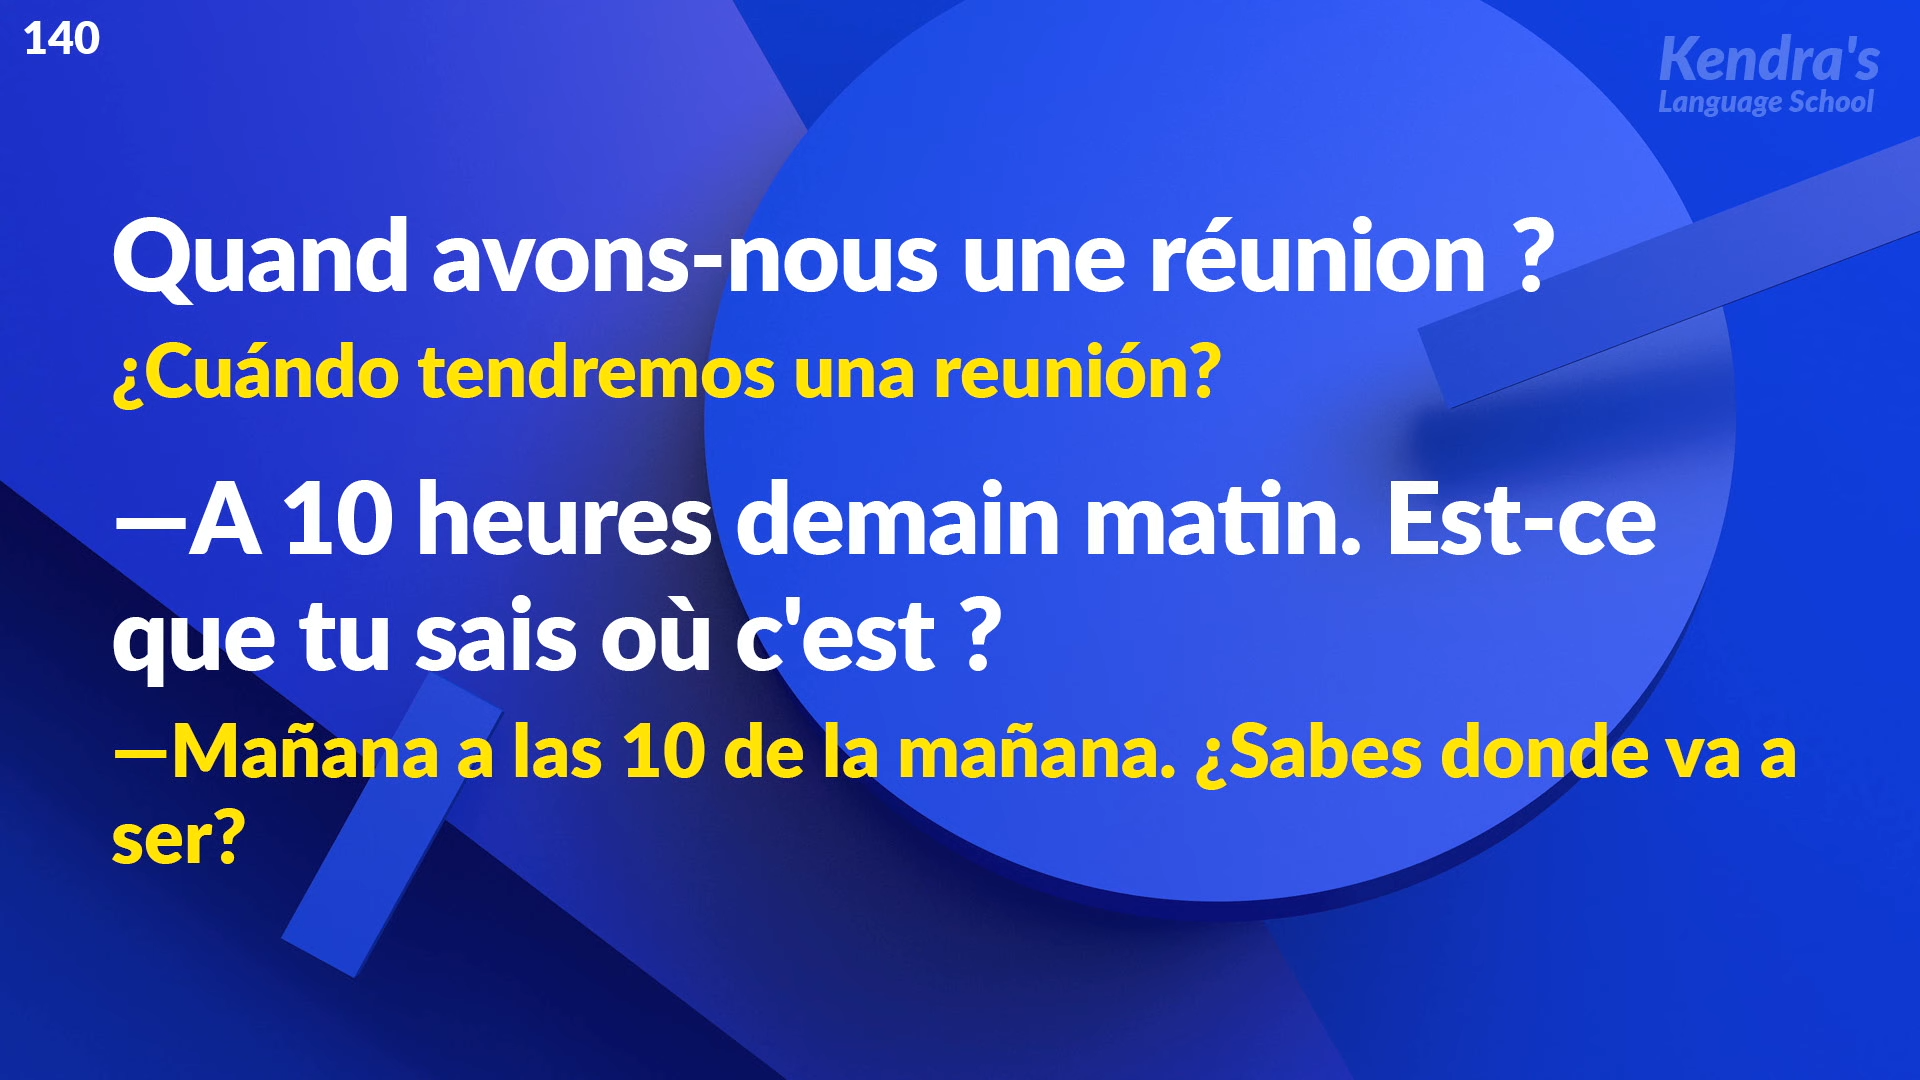 140
Kendra's
Language School
Quand avons-nous une réunion ?
¿Cuándo tendremos una reunión?
—A 10 heures demain matin. Est-ce
que tu sais où c'est ?
—Mañana a las 10 de la mañana. ¿Sabes donde va a
ser?